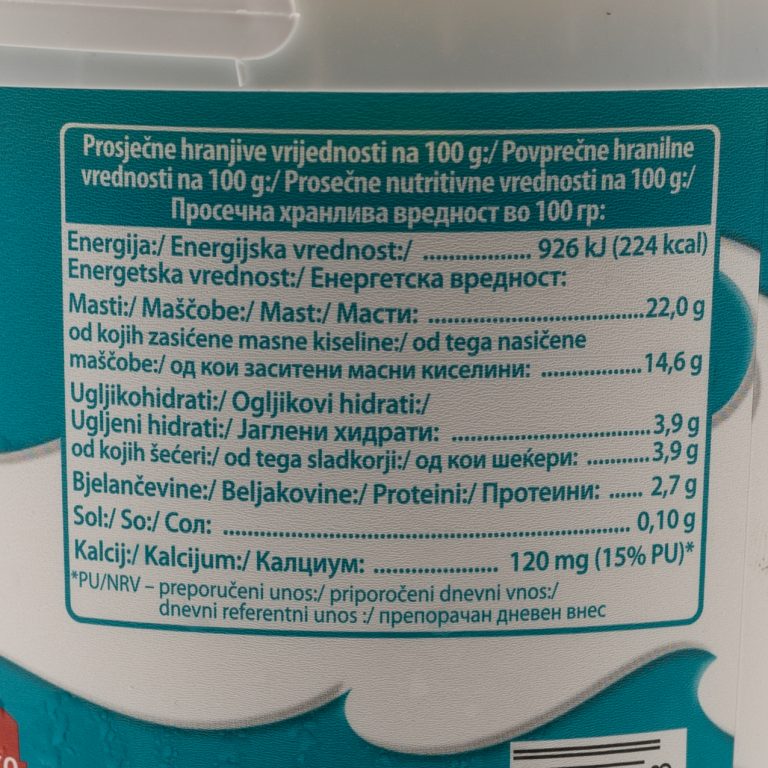 Prosječne hranjive vrijednosti na 100 g:/ Povprečne hranilne
vrednosti na 100 g:/ Prosečne nutritivne vrednosti na 100 g:/
Просечна хранлива вредност во 100 гр:
Energija:/ Energijska vrednost:/ .................. 926 kJ (224 kcal)
Energetska vrednost:/ Енергетска вредност:
Masti:/ Maščobe:/ Mast:/ Масти: ....................................22,0 g
od kojih zasićene masne kiseline:/ od tega nasičene
maščobe:/ од кои заситени масни киселини: .................14,6 g
Ugljikohidrati:/ Ogljikovi hidrati:/
Ugljeni hidrati:/ Јаглени хидрати: .................................3,9 g
od kojih šećeri:/ od tega sladkorji:/ од кои шеќери: ..........3,9 g
Bjelančevine:/ Beljakovine:/ Proteini:/ Протеини: ...... 2,7 g
Sol:/ So:/ Сол: .................................................................... 0,10 g
Kalcij:/ Kalcijum:/ Калциум: ..................... 120 mg (15% PU)*
*PU/NRV – preporučeni unos:/ priporočeni dnevni vnos:/
dnevni referentni unos :/ препорачан дневен внес